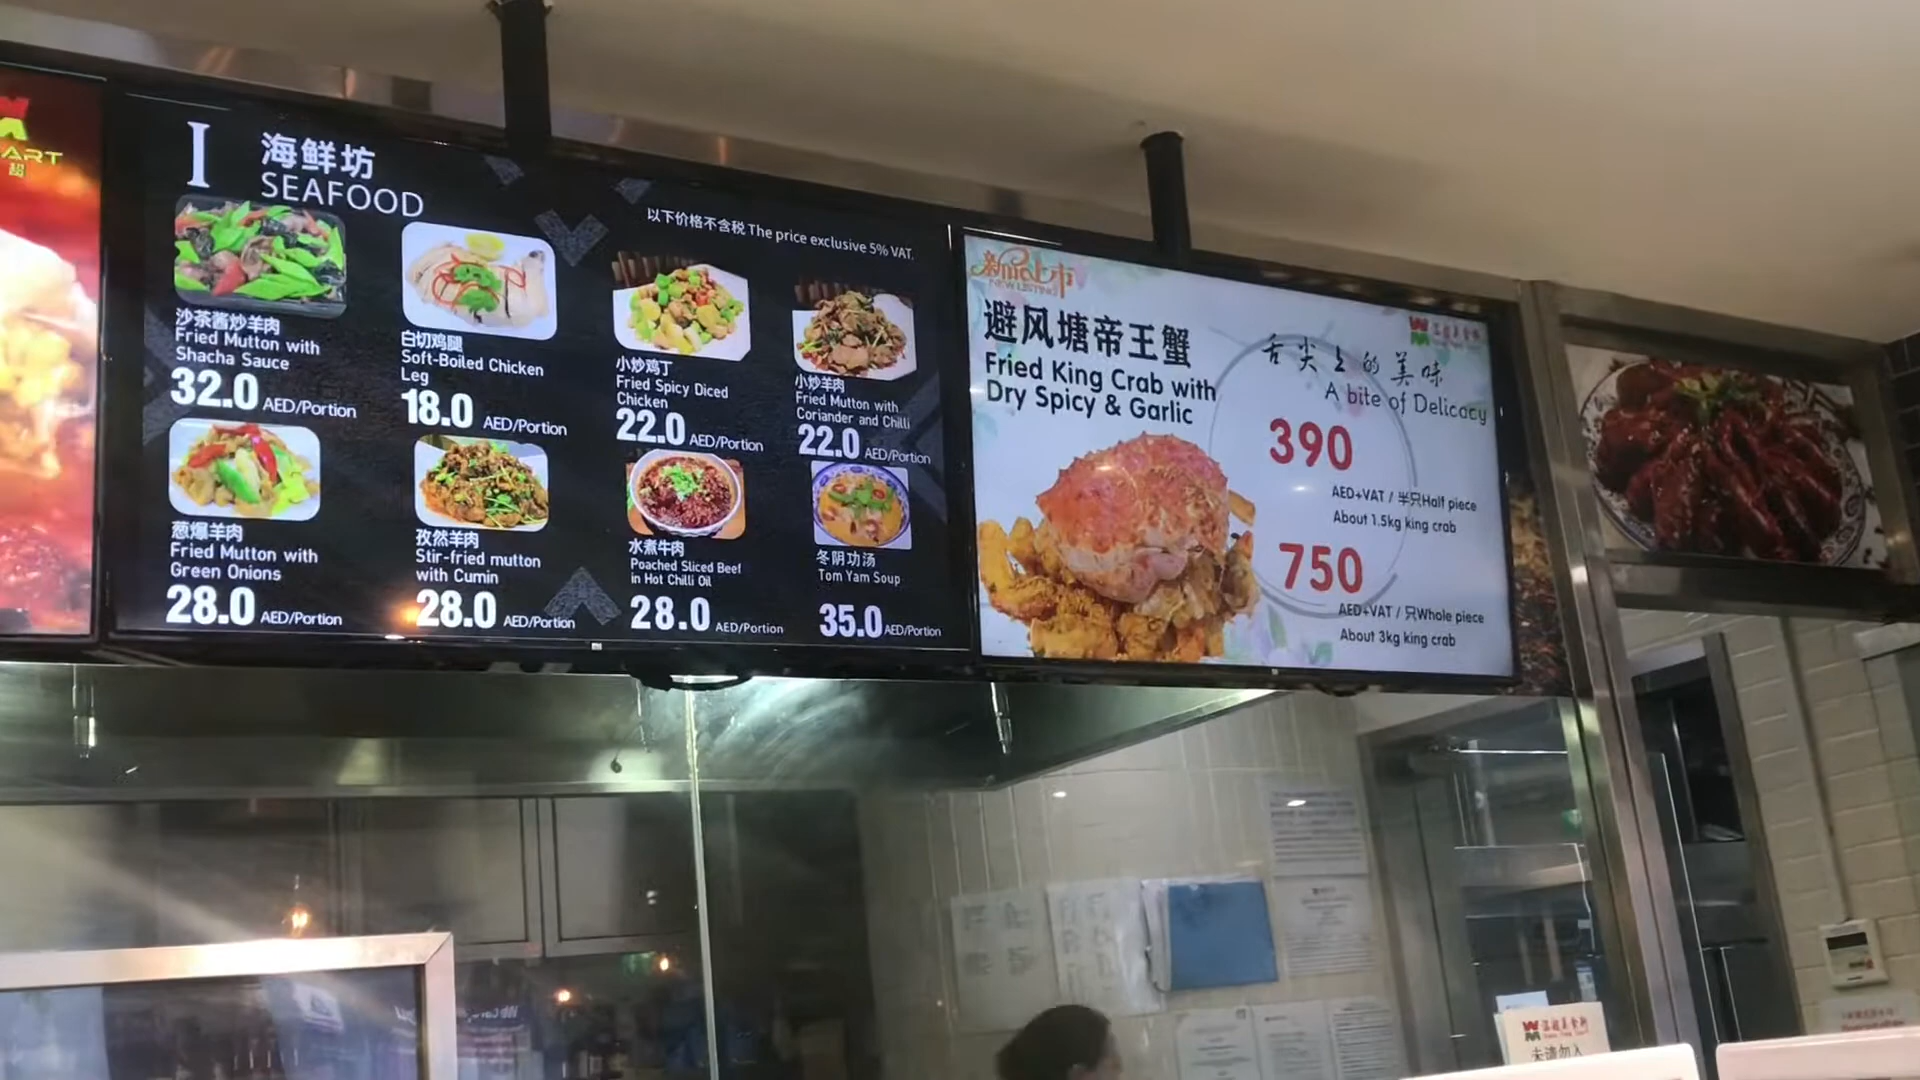 ART
超
I
海鲜坊
SEAFOOD
以下价格不含税 The price exclusive 5% VAT.
沙茶酱炒羊肉
Fried Mutton with
Shacha Sauce
32.0 AED/Portion
白切鸡腿
Soft-Boiled Chicken
Leg
18.0 AED/Portion
小炒鸡丁
Fried Spicy Diced
Chicken
22.0 AED/Portion
小炒羊肉
Fried Mutton with
Coriander and Chilli
22.0 AED/Portion
葱爆羊肉
Fried Mutton with
Green Onions
28.0 AED/Portion
孜然羊肉
Stir-fried mutton
with Cumin
28.0 AED/Portion
水煮牛肉
Poached Sliced Beef
in Hot Chilli Oil
28.0 AED/Portion
冬阴功汤
Tom Yam Soup
35.0 AED/Portion
新品上市
NEW LISTING
避风塘帝王蟹
Fried King Crab with
Dry Spicy & Garlic
舌尖上的美味
A bite of Delicacy
390
AED+VAT / 半只Half piece
About 1.5kg king crab
750
AED+VAT / 只Whole piece
About 3kg king crab
未请勿入